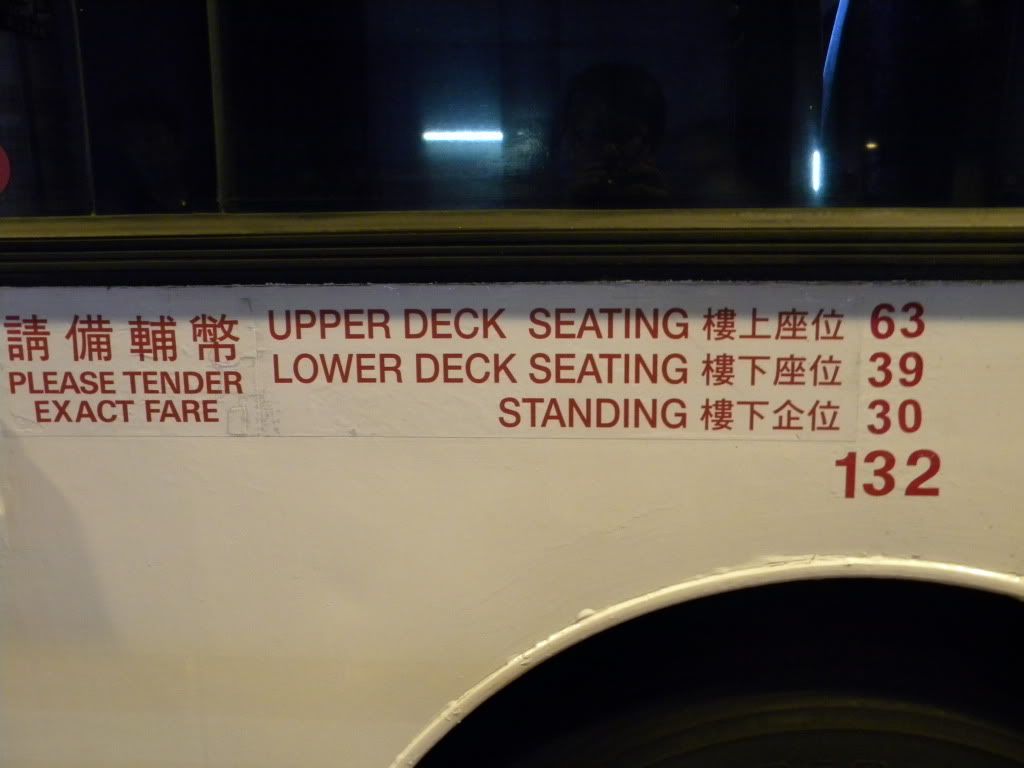 請備輔幣
PLEASE TENDER
EXACT FARE
UPPER DECK SEATING 樓上座位 63
LOWER DECK SEATING 樓下座位 39
STANDING 樓下企位 30
132